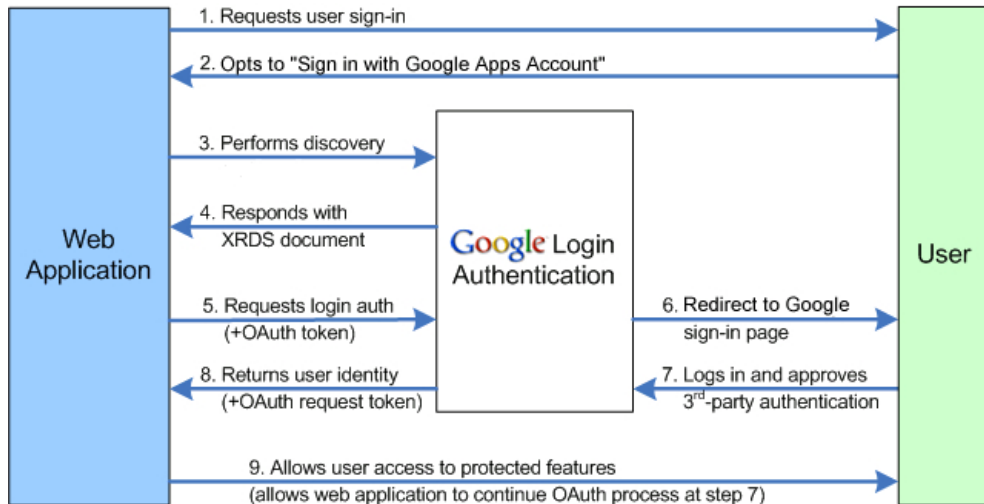 1. Requests user sign-in
2. Opts to "Sign in with Google Apps Account"
3. Performs discovery
4. Responds with
XRDS document
Web
Application
Google Login
Authentication
User
5. Requests login auth
(+OAuth token)
6. Redirect to Google
sign-in page
8. Returns user identity
(+OAuth request token)
7. Logs in and approves
3rd-party authentication
9. Allows user access to protected features
(allows web application to continue OAuth process at step 7)